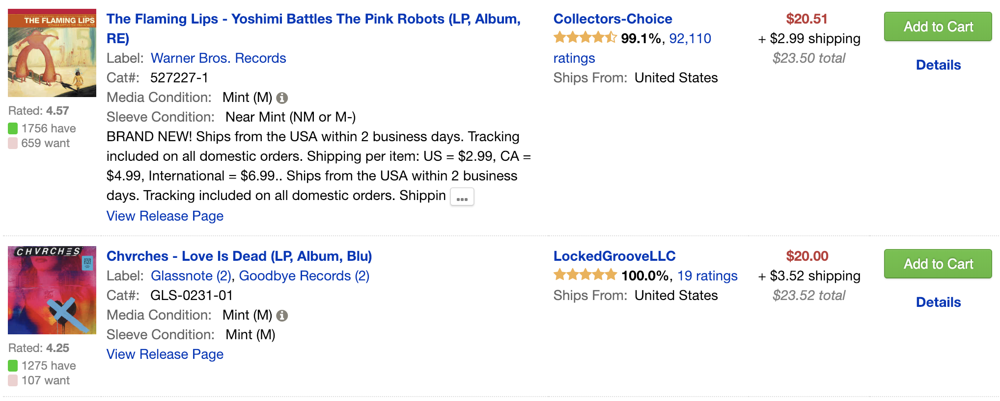 THE FLAMING LIPS
YOSHIMI BATTLES THE PINK ROBOTS
The Flaming Lips - Yoshimi Battles The Pink Robots (LP, Album,
RE)
Label: Warner Bros. Records
Cat#: 527227-1
Media Condition: Mint (M)
Sleeve Condition: Near Mint (NM or M-)
BRAND NEW! Ships from the USA within 2 business days. Tracking
included on all domestic orders. Shipping per item: US = $2.99, CA =
$4.99, International = $6.99.. Ships from the USA within 2 business
days. Tracking included on all domestic orders. Shippin ...
View Release Page
Rated: 4.57
1756 have
659 want
Collectors-Choice
99.1%, 92,110
ratings
Ships From: United States
$20.51
+ $2.99 shipping
$23.50 total
Add to Cart
Details
CHVRCHES
Chvrches - Love Is Dead (LP, Album, Blu)
Label: Glassnote (2), Goodbye Records (2)
Cat#: GLS-0231-01
Media Condition: Mint (M)
Sleeve Condition: Mint (M)
View Release Page
Rated: 4.25
1275 have
107 want
LockedGrooveLLC
100.0%, 19 ratings
Ships From: United States
$20.00
+ $3.52 shipping
$23.52 total
Add to Cart
Details